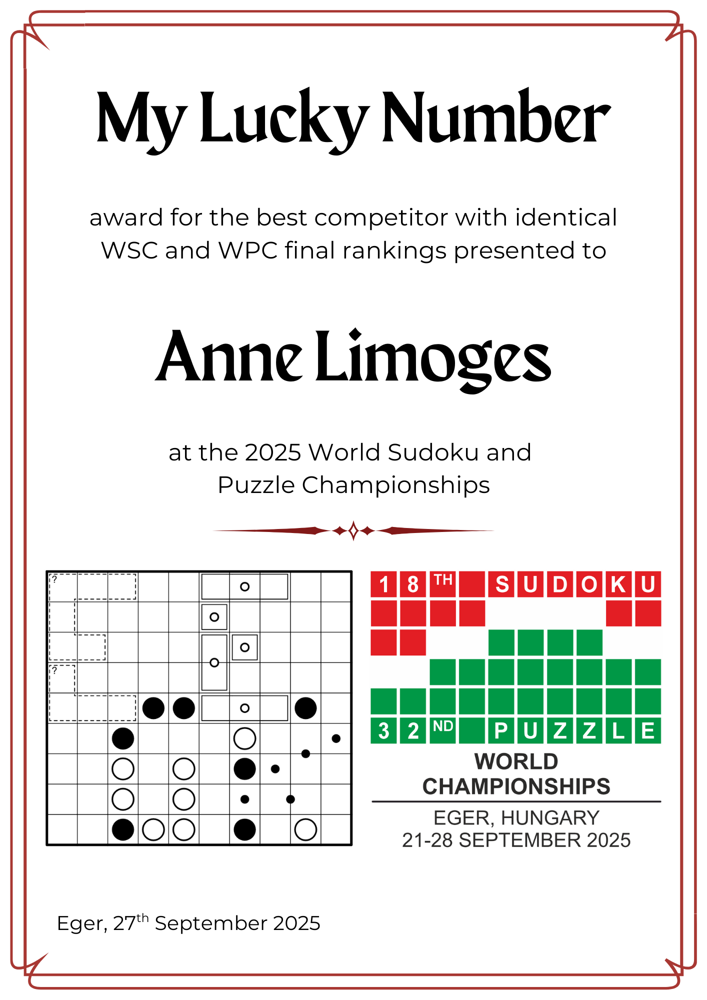 My Lucky Number
award for the best competitor with identical
WSC and WPC final rankings presented to
Anne Limoges
at the 2025 World Sudoku and
Puzzle Championships
?
?
18TH SUDOKU
32ND PUZZLE
WORLD
CHAMPIONSHIPS
EGER, HUNGARY
21-28 SEPTEMBER 2025
Eger, 27th September 2025